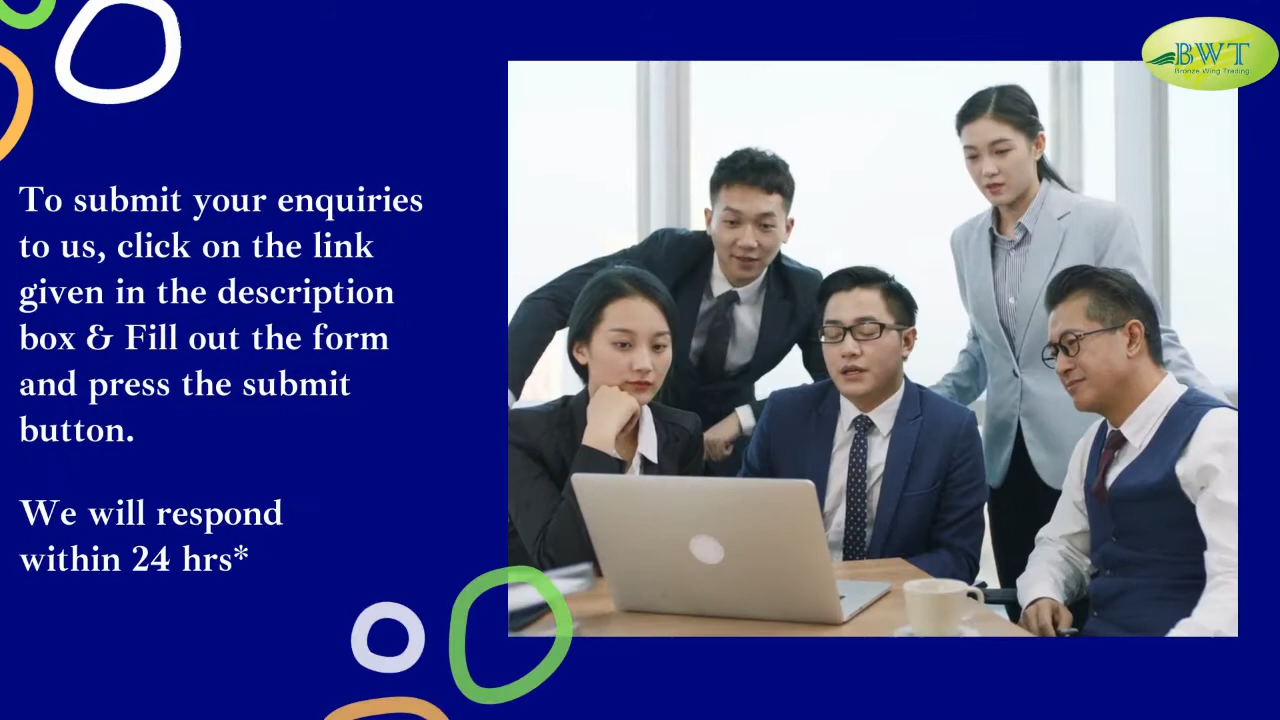 To submit your enquiries
to us, click on the link
given in the description
box & Fill out the form
and press the submit
button.
We will respond
within 24 hrs*
BWT
Bronze Wing Trading